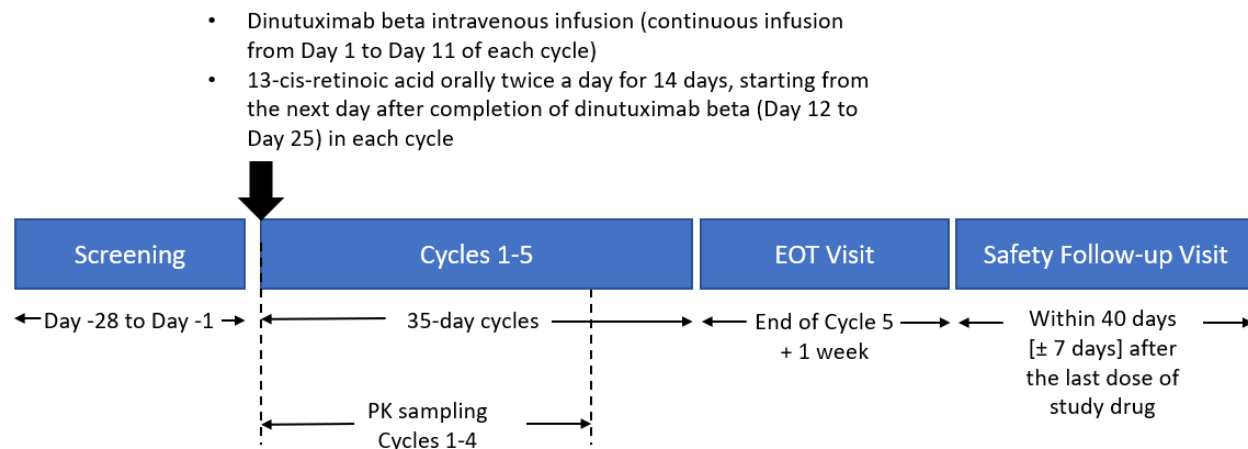 • Dinutuximab beta intravenous infusion (continuous infusion
from Day 1 to Day 11 of each cycle)
• 13-cis-retinoic acid orally twice a day for 14 days, starting from
the next day after completion of dinutuximab beta (Day 12 to
Day 25) in each cycle
Screening
Cycles 1-5
EOT Visit
Safety Follow-up Visit
Day -28 to Day -1
35-day cycles
End of Cycle 5
+ 1 week
Within 40 days
[± 7 days] after
the last dose of
study drug
PK sampling
Cycles 1-4